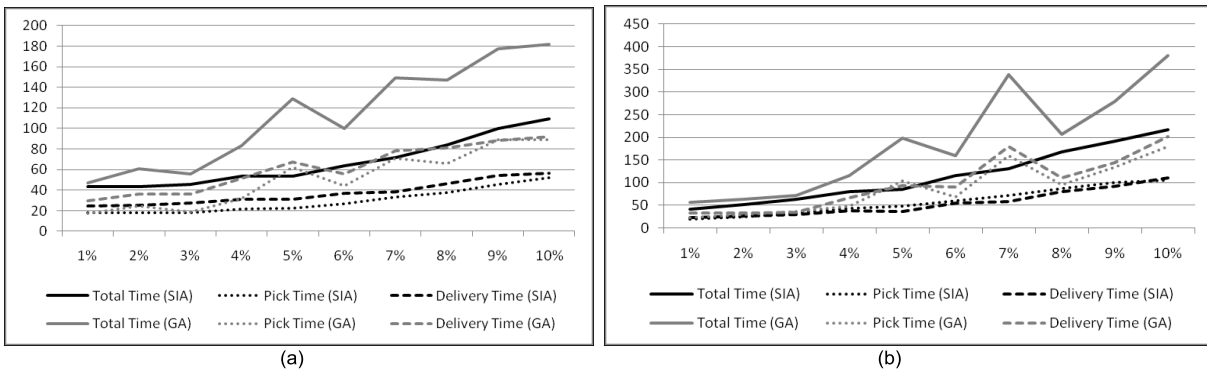 200
180
160
140
120
100
80
60
40
20
0
1% 2% 3% 4% 5% 6% 7% 8% 9% 10%
Total Time (SIA) Pick Time (SIA) Delivery Time (SIA)
Total Time (GA) Pick Time (GA) Delivery Time (GA)
(a)
450
400
350
300
250
200
150
100
50
0
1% 2% 3% 4% 5% 6% 7% 8% 9% 10%
Total Time (SIA) Pick Time (SIA) Delivery Time (SIA)
Total Time (GA) Pick Time (GA) Delivery Time (GA)
(b)